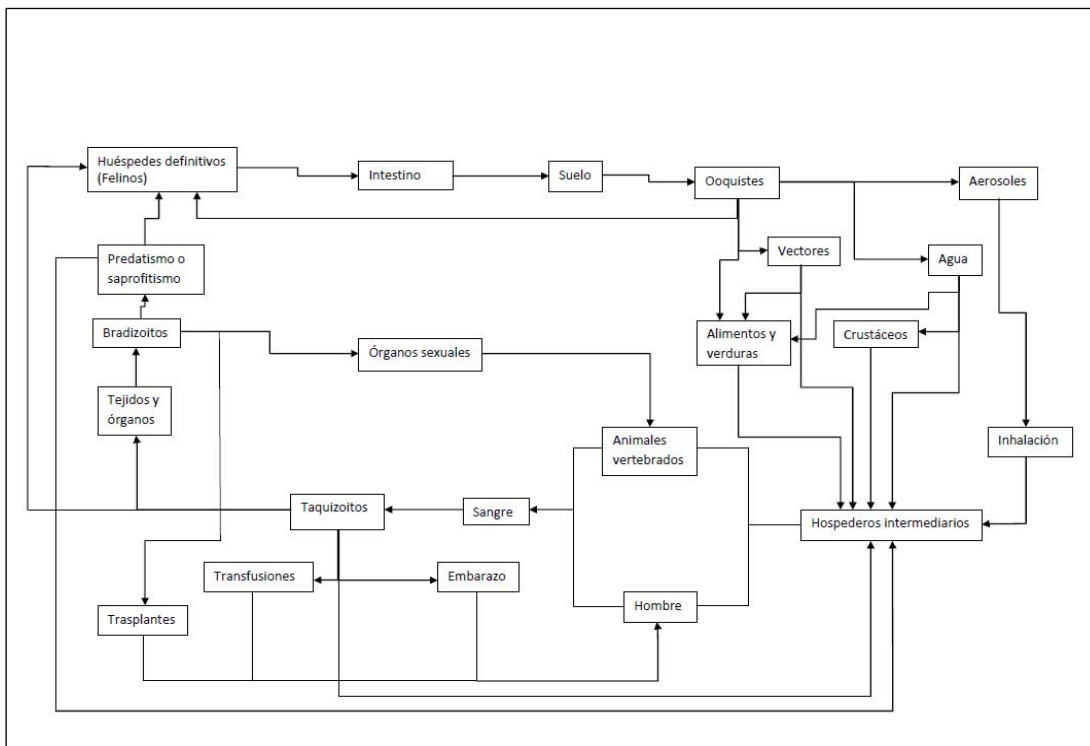 Huéspedes definitivos
(Felinos)
Intestino
Suelo
Ooquistes
Aerosoles
Predatismo o
saprofitismo
Vectores
Agua
Bradizoitos
Órganos sexuales
Alimentos y
verduras
Crustáceos
Tejidos y
órganos
Animales
vertebrados
Inhalación
Taquizoitos
Sangre
Hospederos intermediarios
Transfusiones
Embarazo
Trasplantes
Hombre